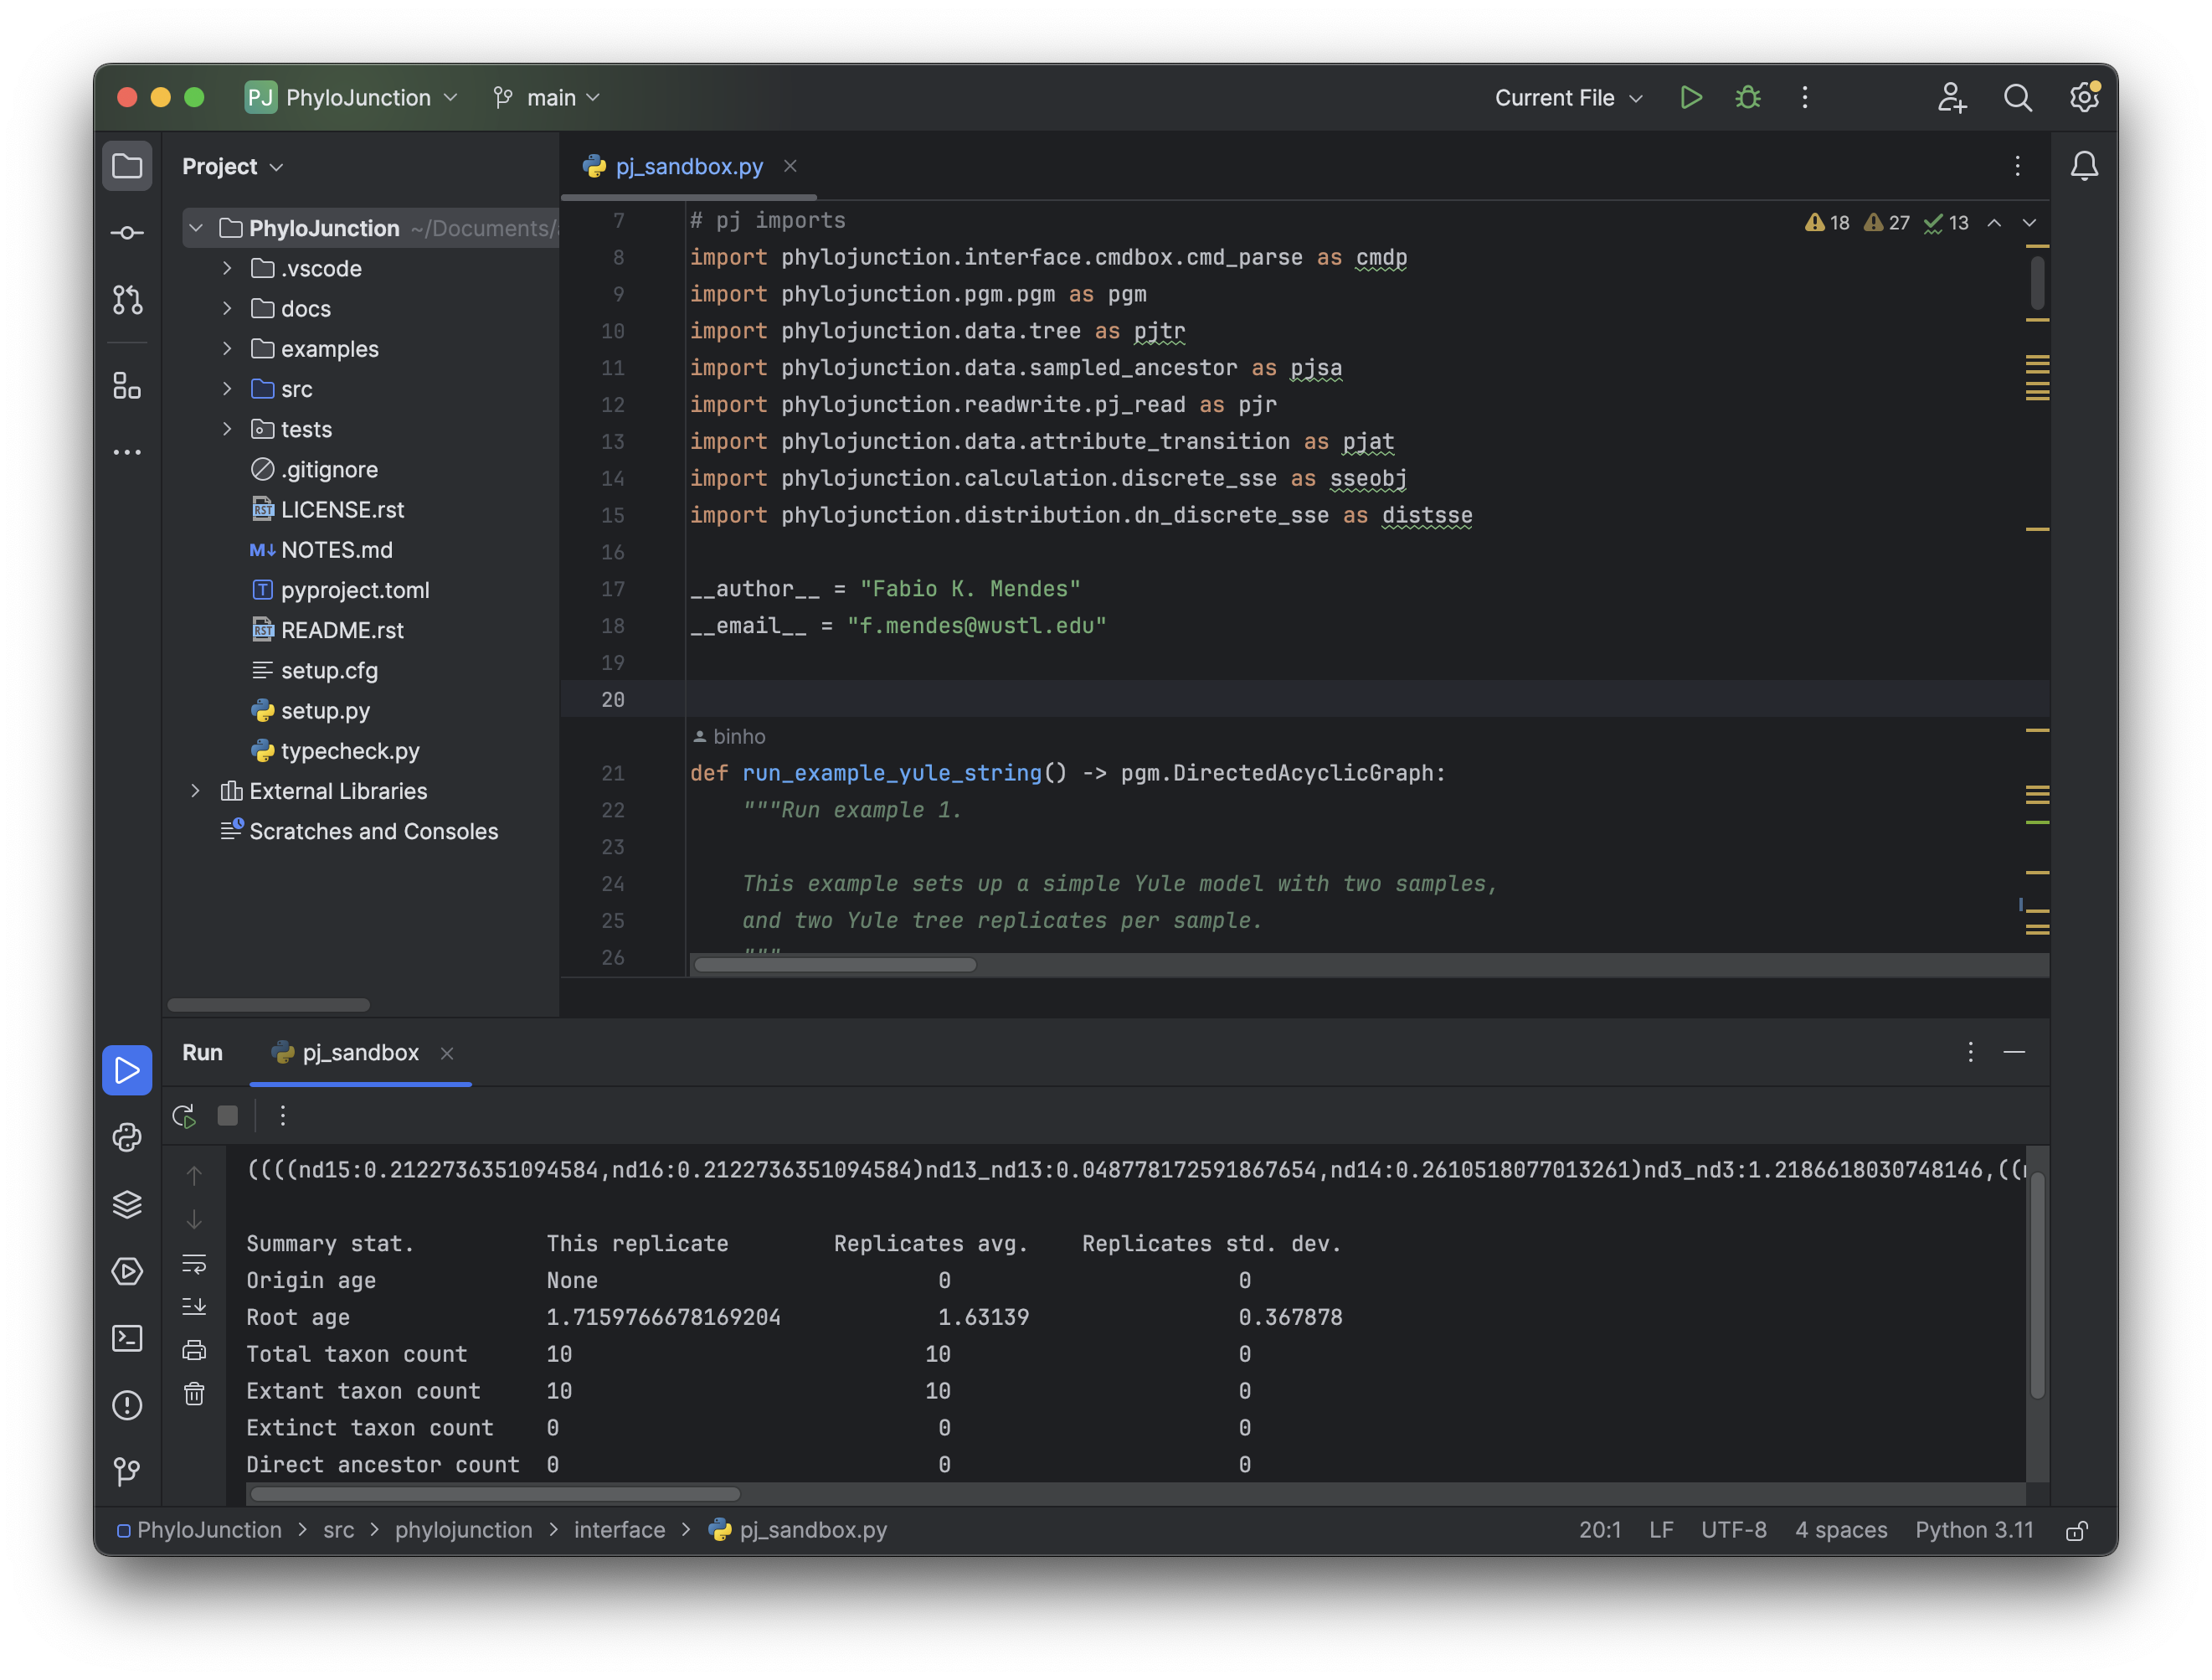 PJ PhyloJunction main Current File
Project
PhyloJunction ~/Documents/
.vscode
docs
examples
src
tests
.gitignore
LICENSE.rst
NOTES.md
pyproject.toml
README.rst
setup.cfg
setup.py
typecheck.py
External Libraries
Scratches and Consoles
pj_sandbox.py
18 27 13
7 # pj imports
8 import phylojunction.interface.cmdbox.cmd_parse as cmdp
9 import phylojunction.pgm.pgm as pgm
10 import phylojunction.data.tree as pjtr
11 import phylojunction.data.sampled_ancestor as pjsa
12 import phylojunction.readwrite.pj_read as pjr
13 import phylojunction.data.attribute_transition as pjat
14 import phylojunction.calculation.discrete_sse as sseobj
15 import phylojunction.distribution.dn_discrete_sse as distsse
16
17 __author__ = "Fabio K. Mendes"
18 __email__ = "f.mendes@wustl.edu"
19
20
binho
21 def run_example_yule_string() -> pgm.DirectedAcyclicGraph:
22 """Run example 1.
23
24 This example sets up a simple Yule model with two samples,
25 and two Yule tree replicates per sample.
26 """
Run pj_sandbox
((((nd15:0.2122736351094584,nd16:0.2122736351094584)nd13_nd13:0.048778172591867654,nd14:0.2610518077013261)nd3_nd3:1.2186618030748146,((
Summary stat. This replicate Replicates avg. Replicates std. dev.
Origin age None 0 0
Root age 1.7159766678169204 1.63139 0.367878
Total taxon count 10 10 0
Extant taxon count 10 10 0
Extinct taxon count 0 0 0
Direct ancestor count 0 0 0
PhyloJunction > src > phylojunction > interface > pj_sandbox.py 20:1 LF UTF-8 4 spaces Python 3.11